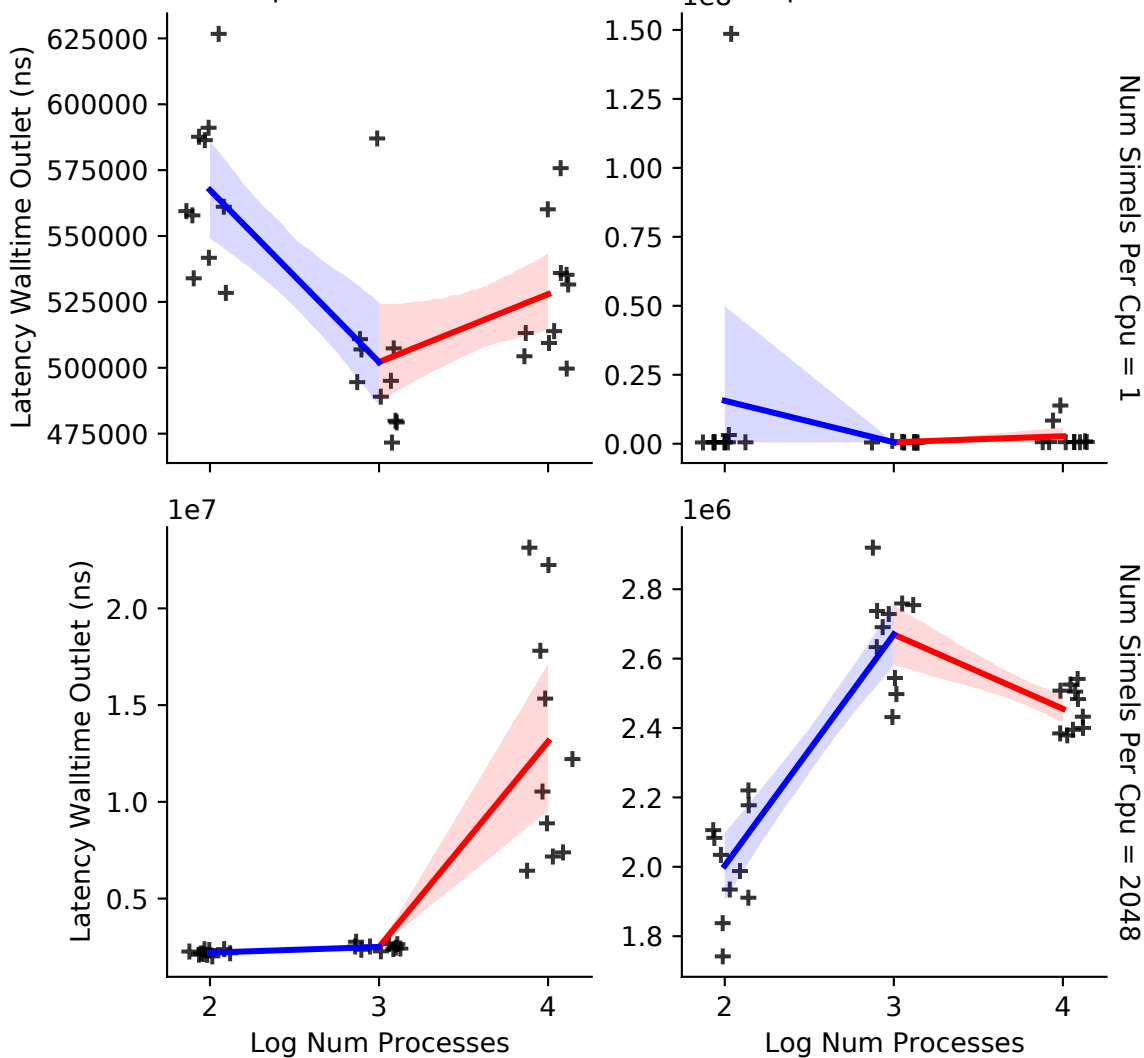 625000
600000
575000
550000
525000
500000
475000
Latency Walltime Outlet (ns)
1.50
1.25
1.00
0.75
0.50
0.25
0.00
Num Simels Per Cpu = 1
1e7
2.0
1.5
1.0
0.5
Latency Walltime Outlet (ns)
2 3 4
Log Num Processes
1e6
2.8
2.6
2.4
2.2
2.0
1.8
Num Simels Per Cpu = 2048
2 3 4
Log Num Processes